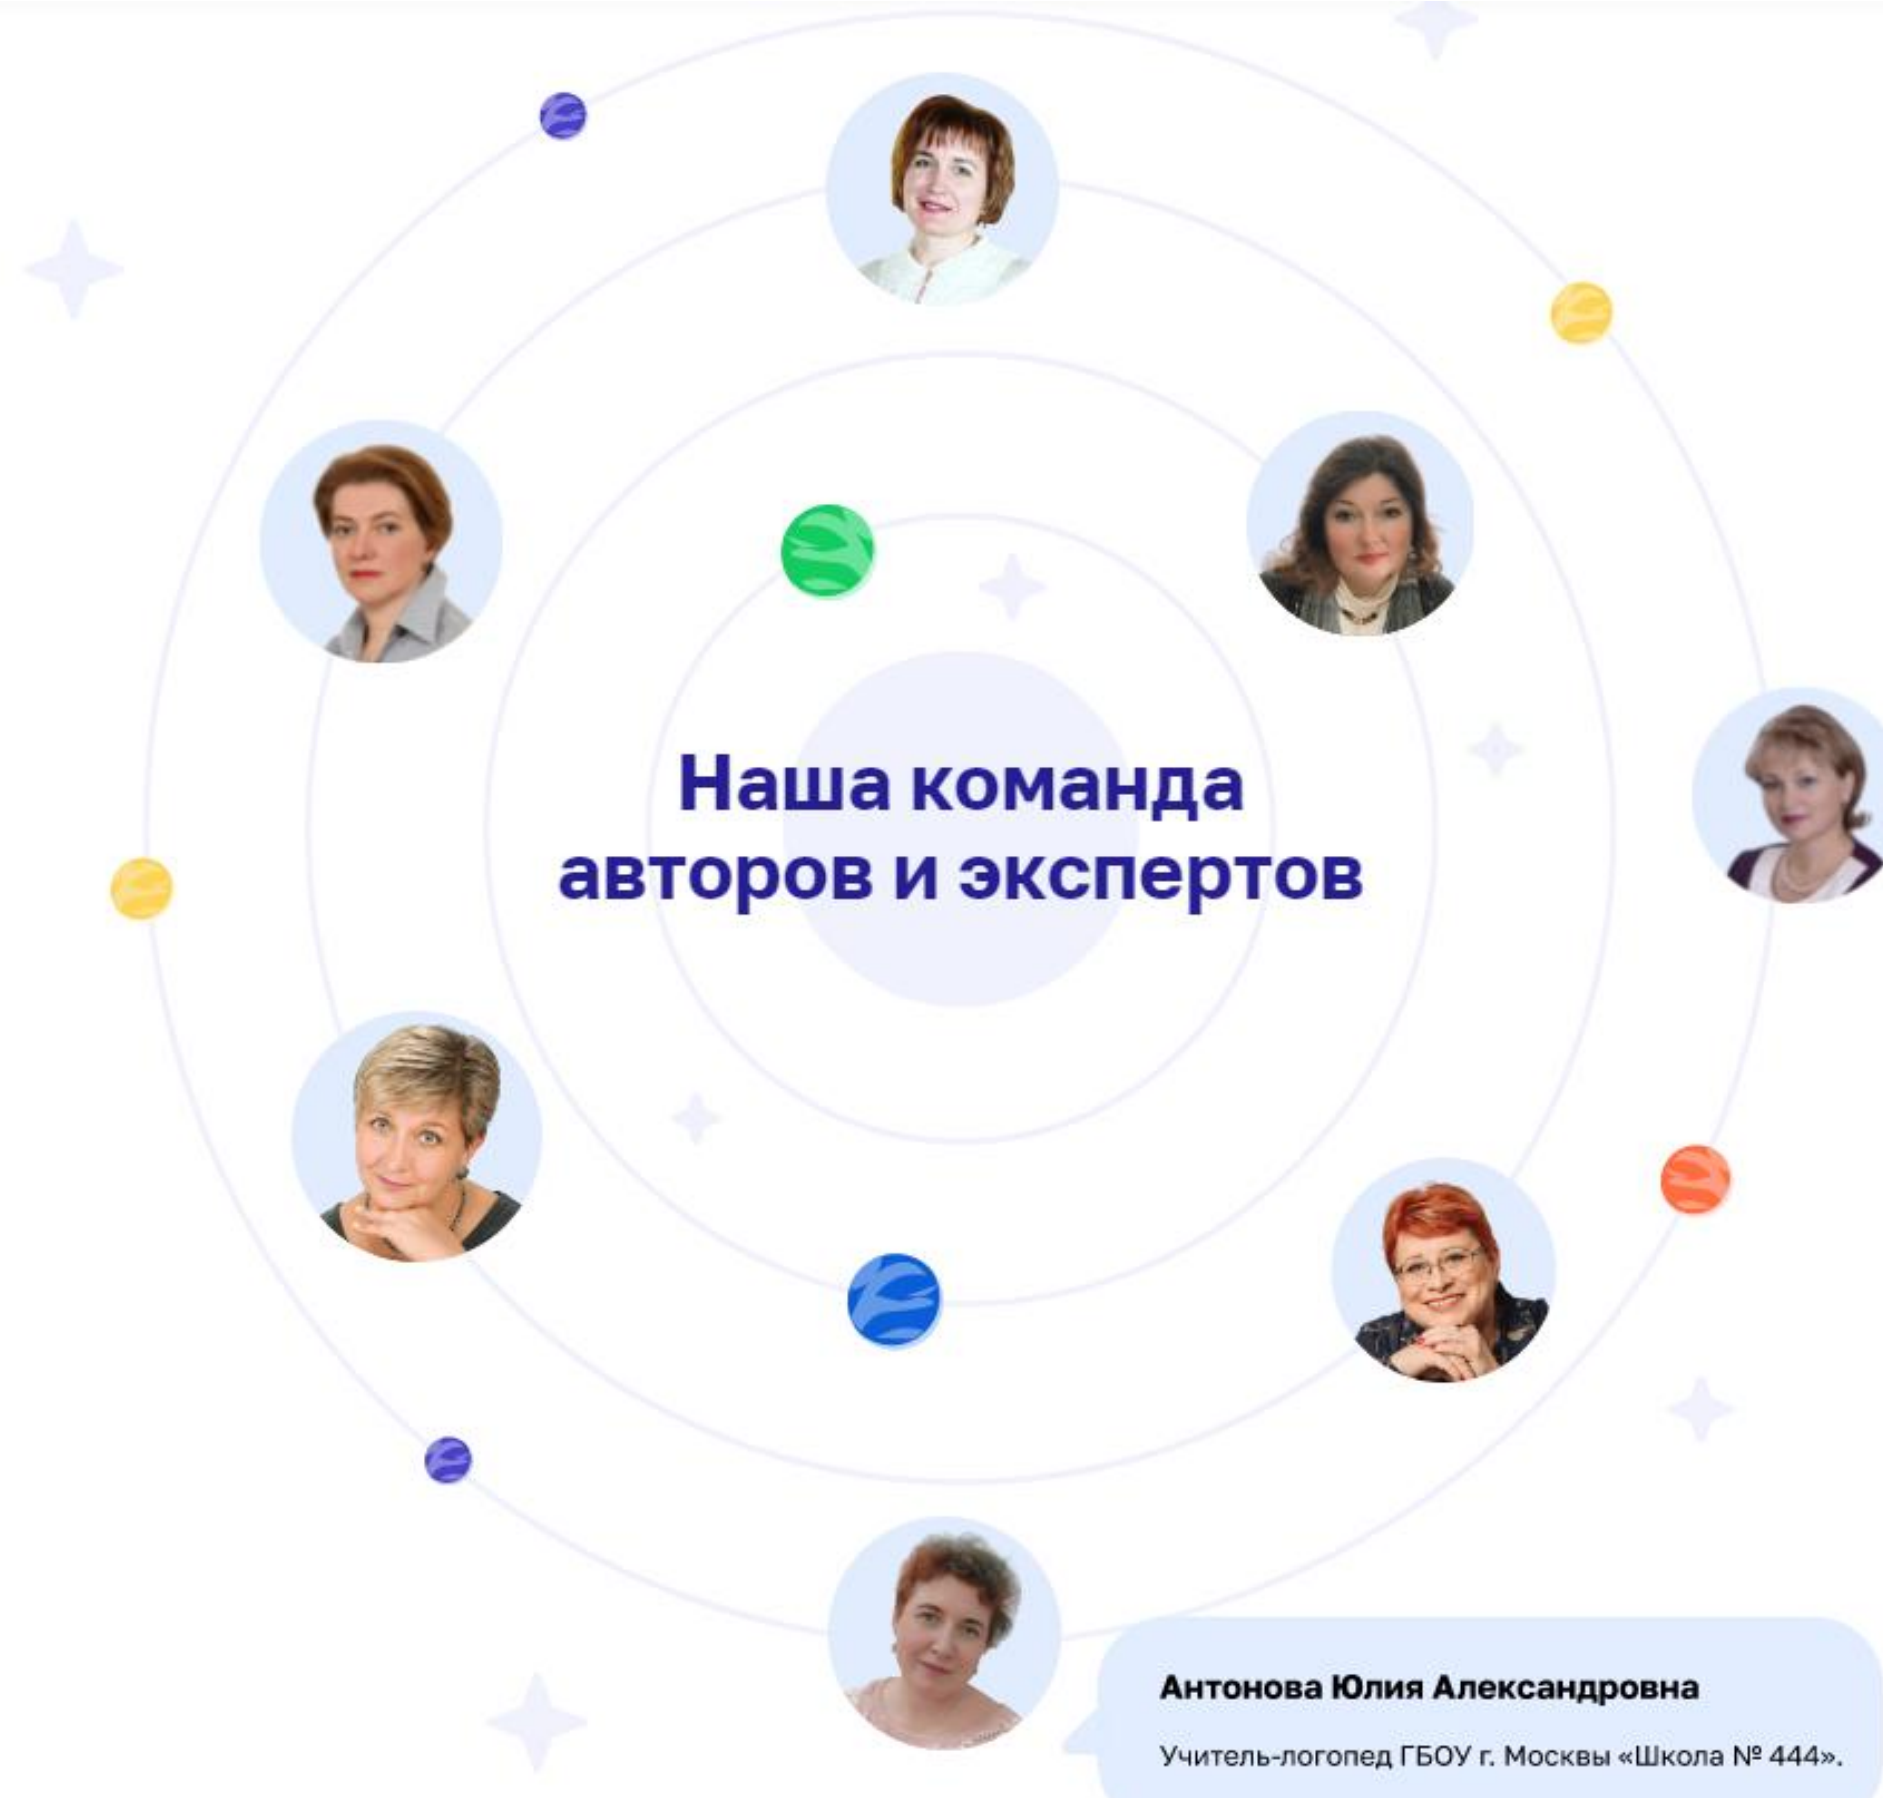 Наша команда
авторов и экспертов
Антонова Юлия Александровна
Учитель-логопед ГБОУ г. Москвы «Школа № 444».